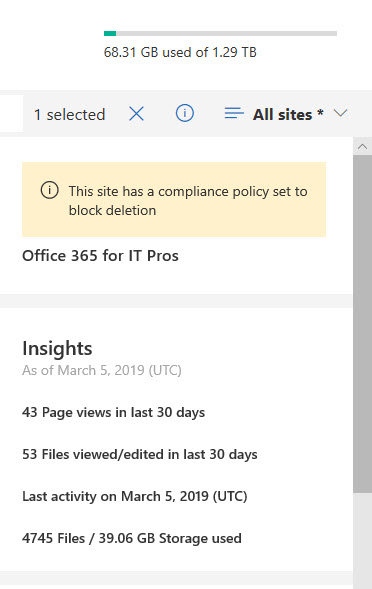 68.31 GB used of 1.29 TB
1 selected
All sites *
This site has a compliance policy set to
block deletion
Office 365 for IT Pros
Insights
As of March 5, 2019 (UTC)
43 Page views in last 30 days
53 Files viewed/edited in last 30 days
Last activity on March 5, 2019 (UTC)
4745 Files / 39.06 GB Storage used